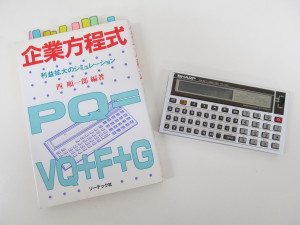 企業方程式
利益拡大のシミュレーション
西 順一郎 編著
PQ=
VQ+F+G
ソーテック社
SHARP